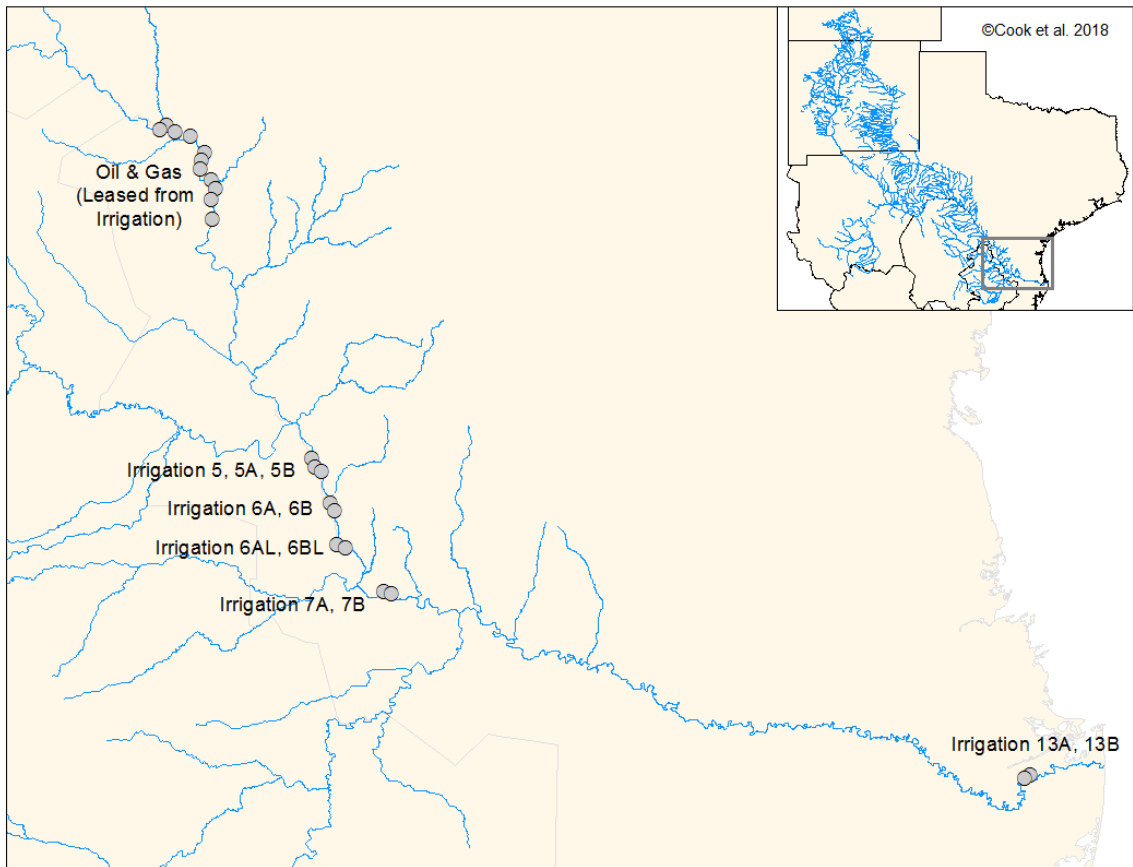 ©Cook et al. 2018
Oil & Gas
(Leased from
Irrigation)
Irrigation 5, 5A, 5B
Irrigation 6A, 6B
Irrigation 6AL, 6BL
Irrigation 7A, 7B
Irrigation 13A, 13B